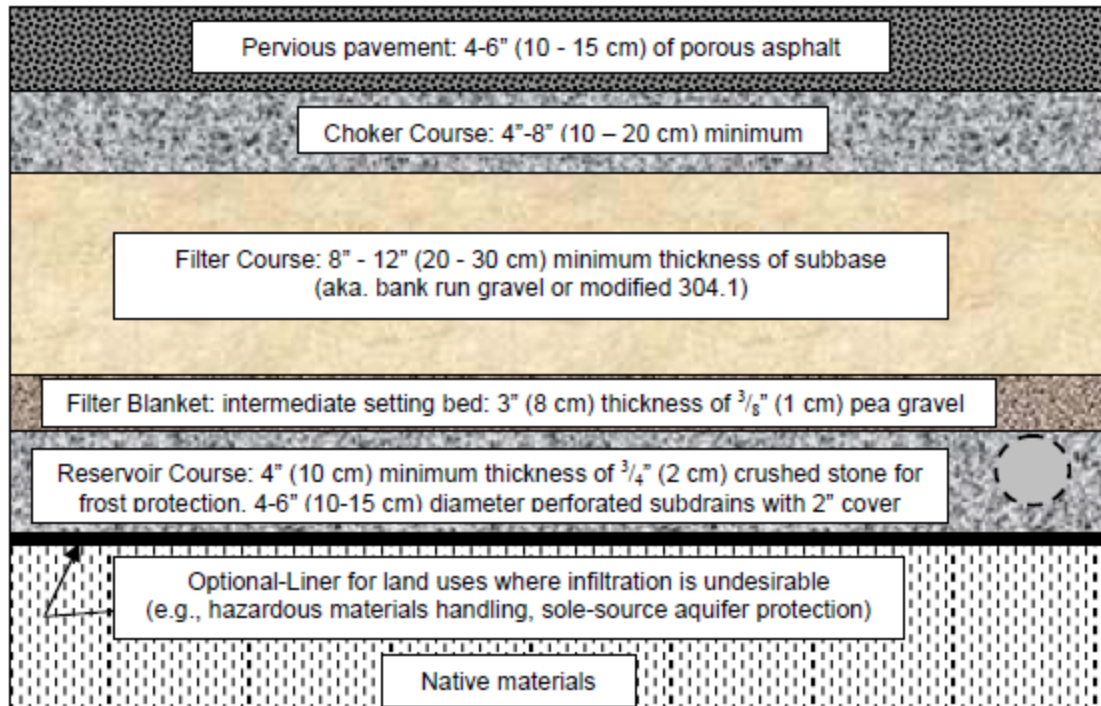 Pervious pavement: 4-6” (10 - 15 cm) of porous asphalt
Choker Course: 4”-8” (10 – 20 cm) minimum
Filter Course: 8” - 12” (20 - 30 cm) minimum thickness of subbase
(aka. bank run gravel or modified 304.1)
Filter Blanket: intermediate setting bed: 3” (8 cm) thickness of 3/8” (1 cm) pea gravel
Reservoir Course: 4” (10 cm) minimum thickness of 3/4” (2 cm) crushed stone for
frost protection. 4-6” (10-15 cm) diameter perforated subdrains with 2” cover
Optional-Liner for land uses where infiltration is undesirable
(e.g., hazardous materials handling, sole-source aquifer protection)
Native materials